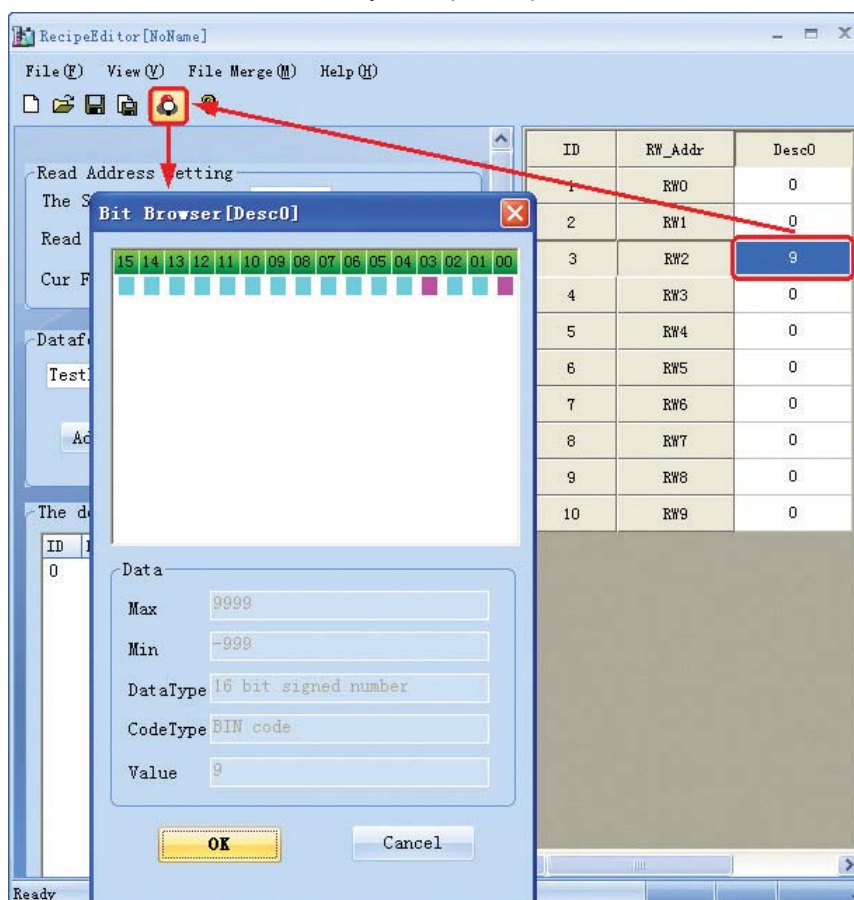 RecipeEditor[NoName]
File(F) View(V) File Merge(M) Help(H)
Read Address Setting
The S
Read
Cur F
Dataf
Test
Ad
The d
ID
0
Ready
Bit Browser[Desc0]
15 14 13 12 11 10 09 08 07 06 05 04 03 02 01 00
Data
Max 9999
Min -999
DataType 16 bit signed number
CodeType BIN code
Value 9
OK Cancel
ID RW_Addr Desc0
1 RW0 0
2 RW1 0
3 RW2 9
4 RW3 0
5 RW4 0
6 RW5 0
7 RW6 0
8 RW7 0
9 RW8 0
10 RW9 0